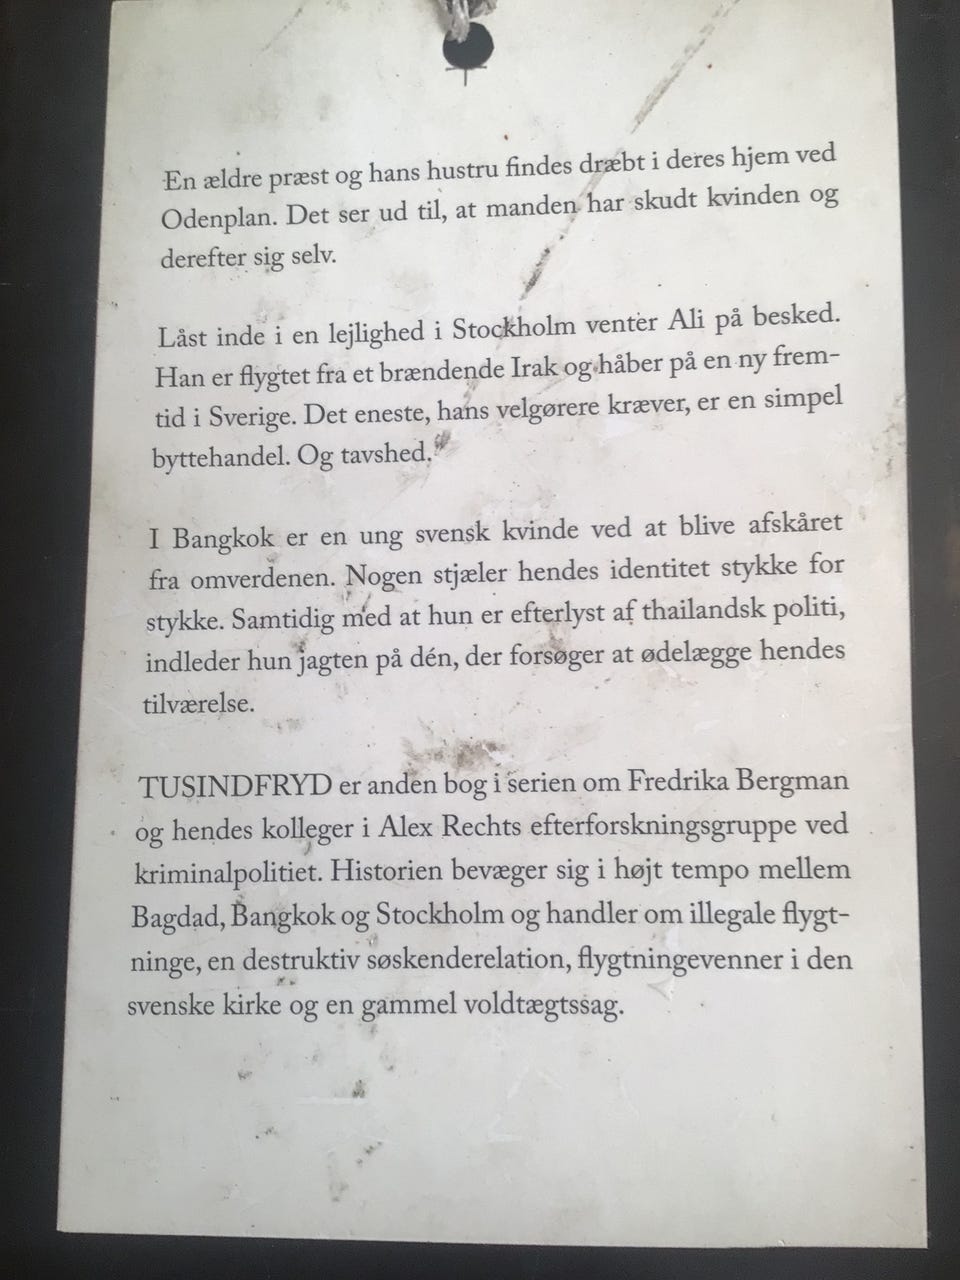 En ældre præst og hans hustru findes dræbt i deres hjem ved
Odenplan. Det ser ud til, at manden har skudt kvinden og
derefter sig selv.
Låst inde i en lejlighed i Stockholm venter Ali på besked.
Han er flygtet fra et brændende Irak og håber på en ny frem-
tid i Sverige. Det eneste, hans velgørere kræver, er en simpel
byttehandel. Og tavshed.
I Bangkok er en ung svensk kvinde ved at blive afskåret
fra omverdenen. Nogen stjæler hendes identitet stykke for
stykke. Samtidig med at hun er efterlyst af thailandsk politi,
indleder hun jagten på dén, der forsøger at ødelægge hendes
tilværelse.
TUSINDFRYD er anden bog i serien om Fredrika Bergman
og hendes kolleger i Alex Rechts efterforskningsgruppe ved
kriminalpolitiet. Historien bevæger sig i højt tempo mellem
Bagdad, Bangkok og Stockholm og handler om illegale flygt-
ninge, en destruktiv søskenderelation, flygtningevenner i den
svenske kirke og en gammel voldtægtssag.